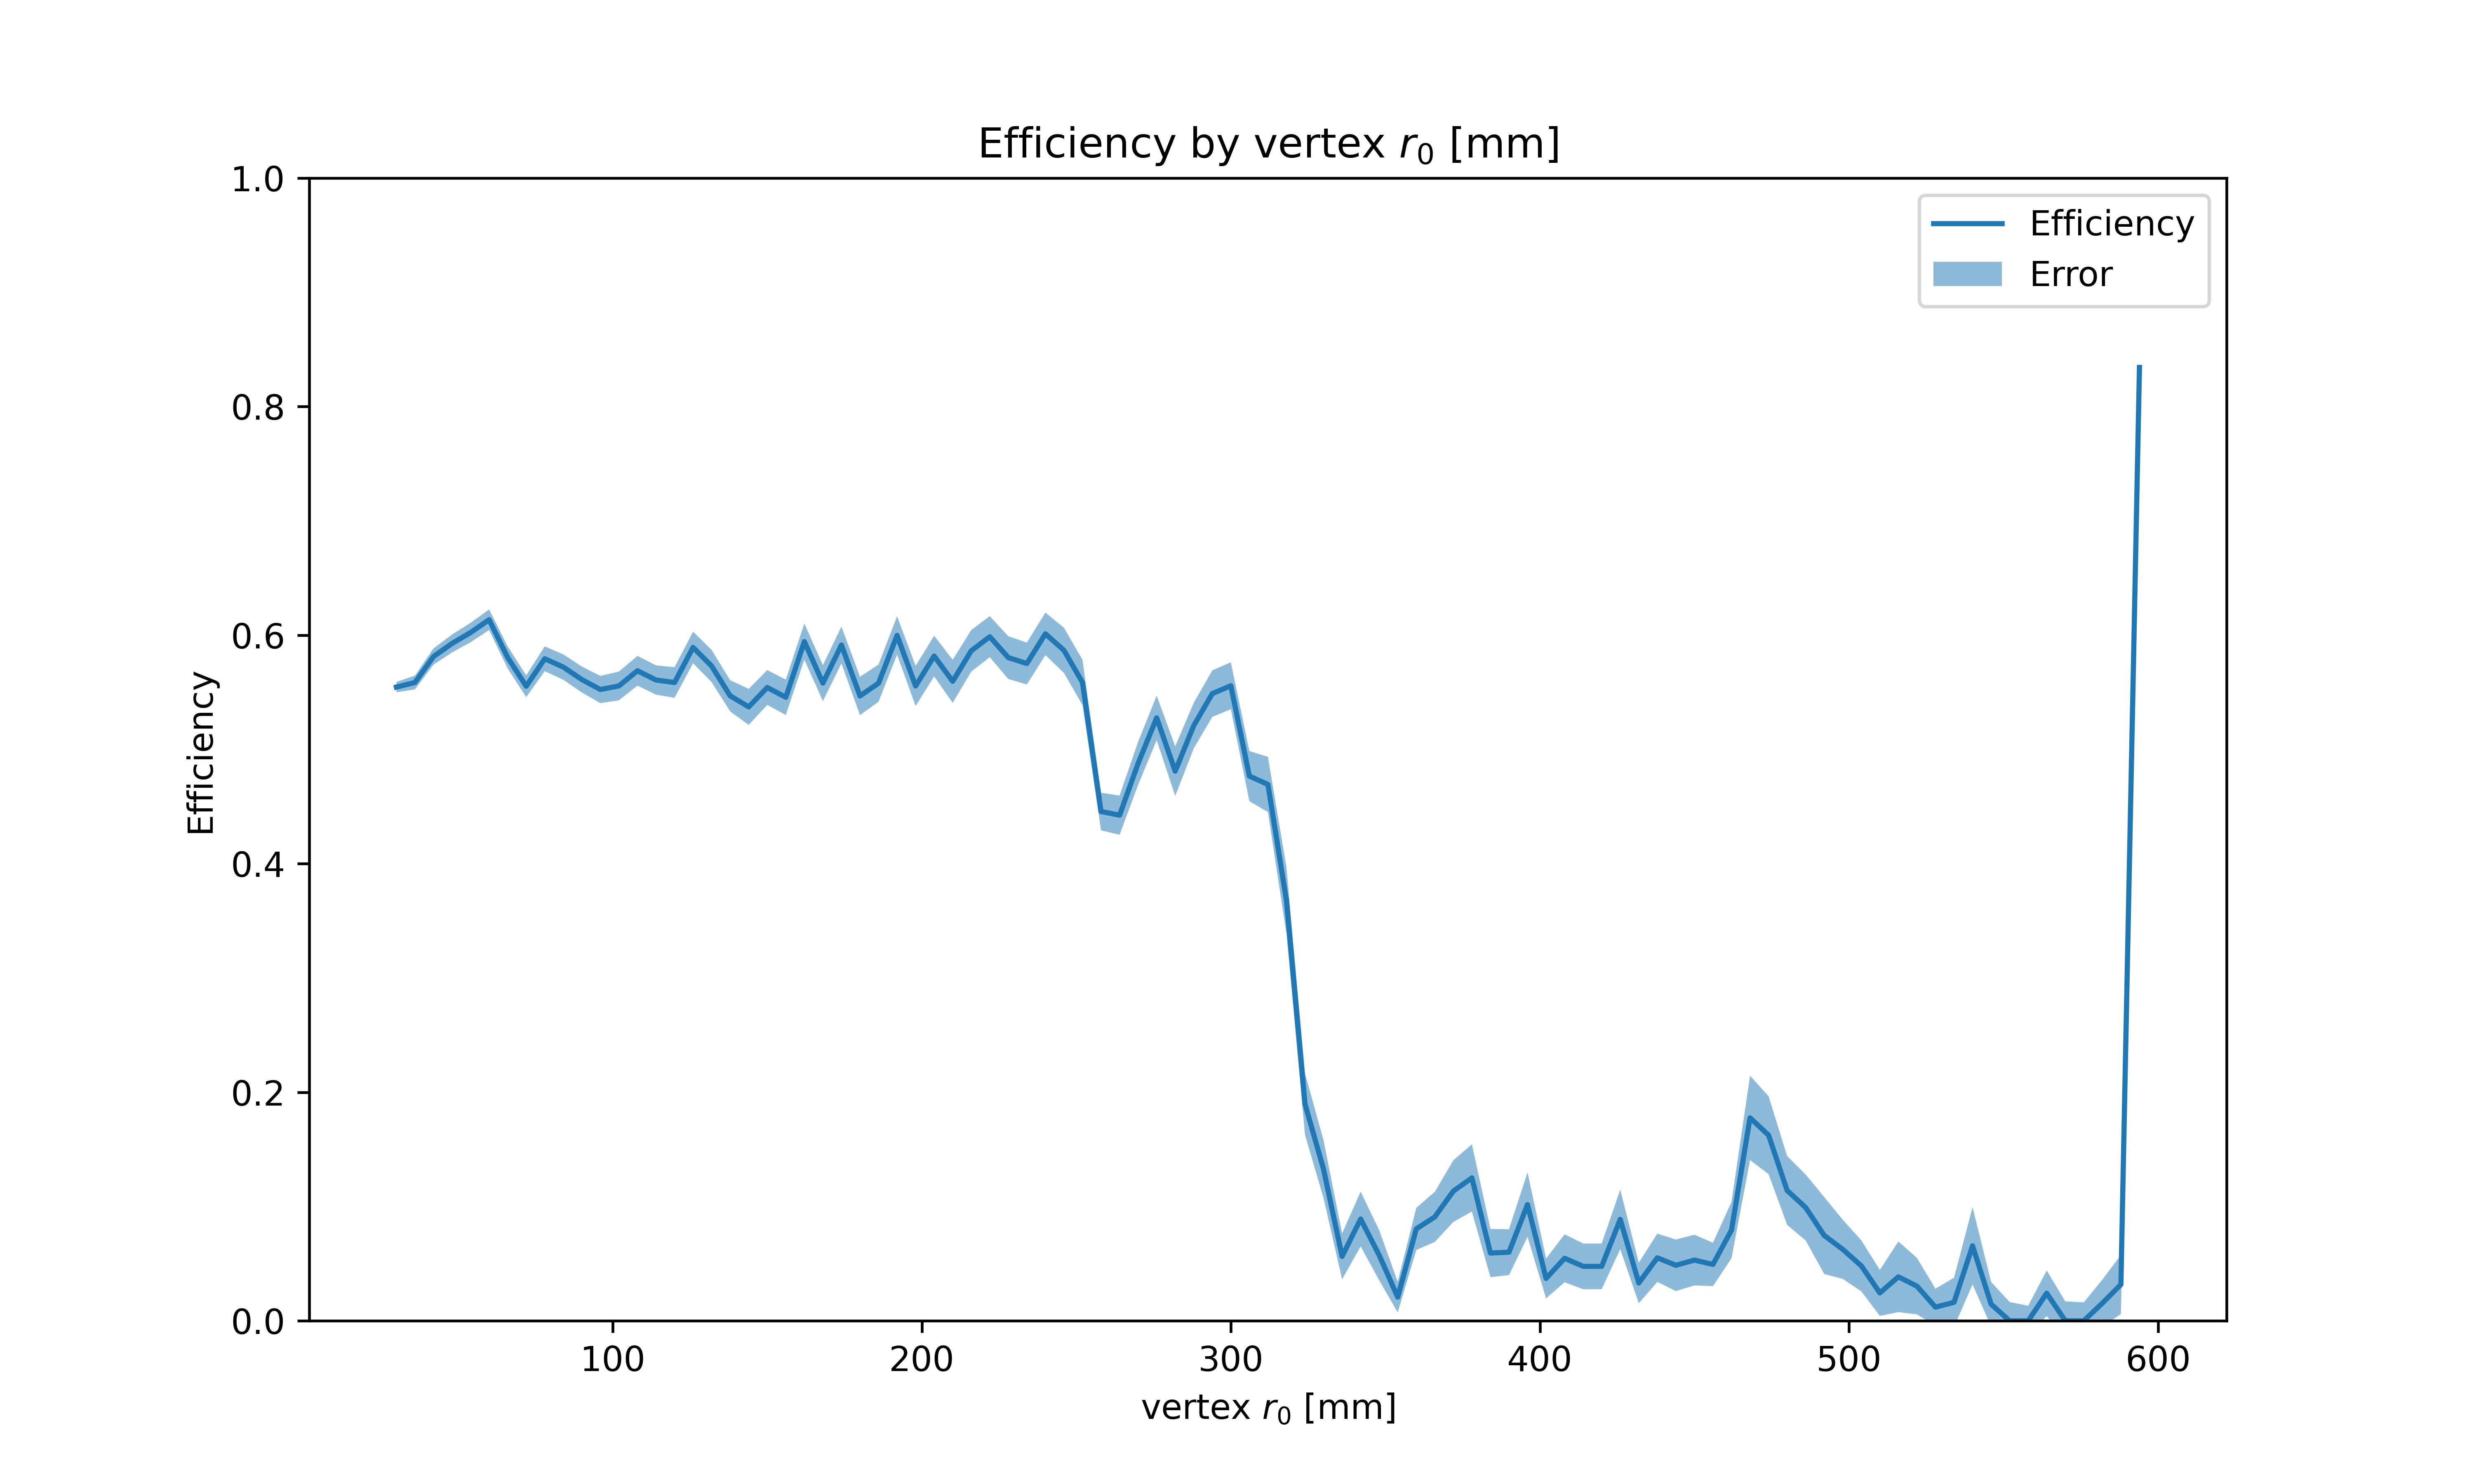 Efficiency by vertex r₀ [mm]
1.0
0.8
0.6
0.4
0.2
0.0
Efficiency
Efficiency
Error
100 200 300 400 500 600
vertex r₀ [mm]